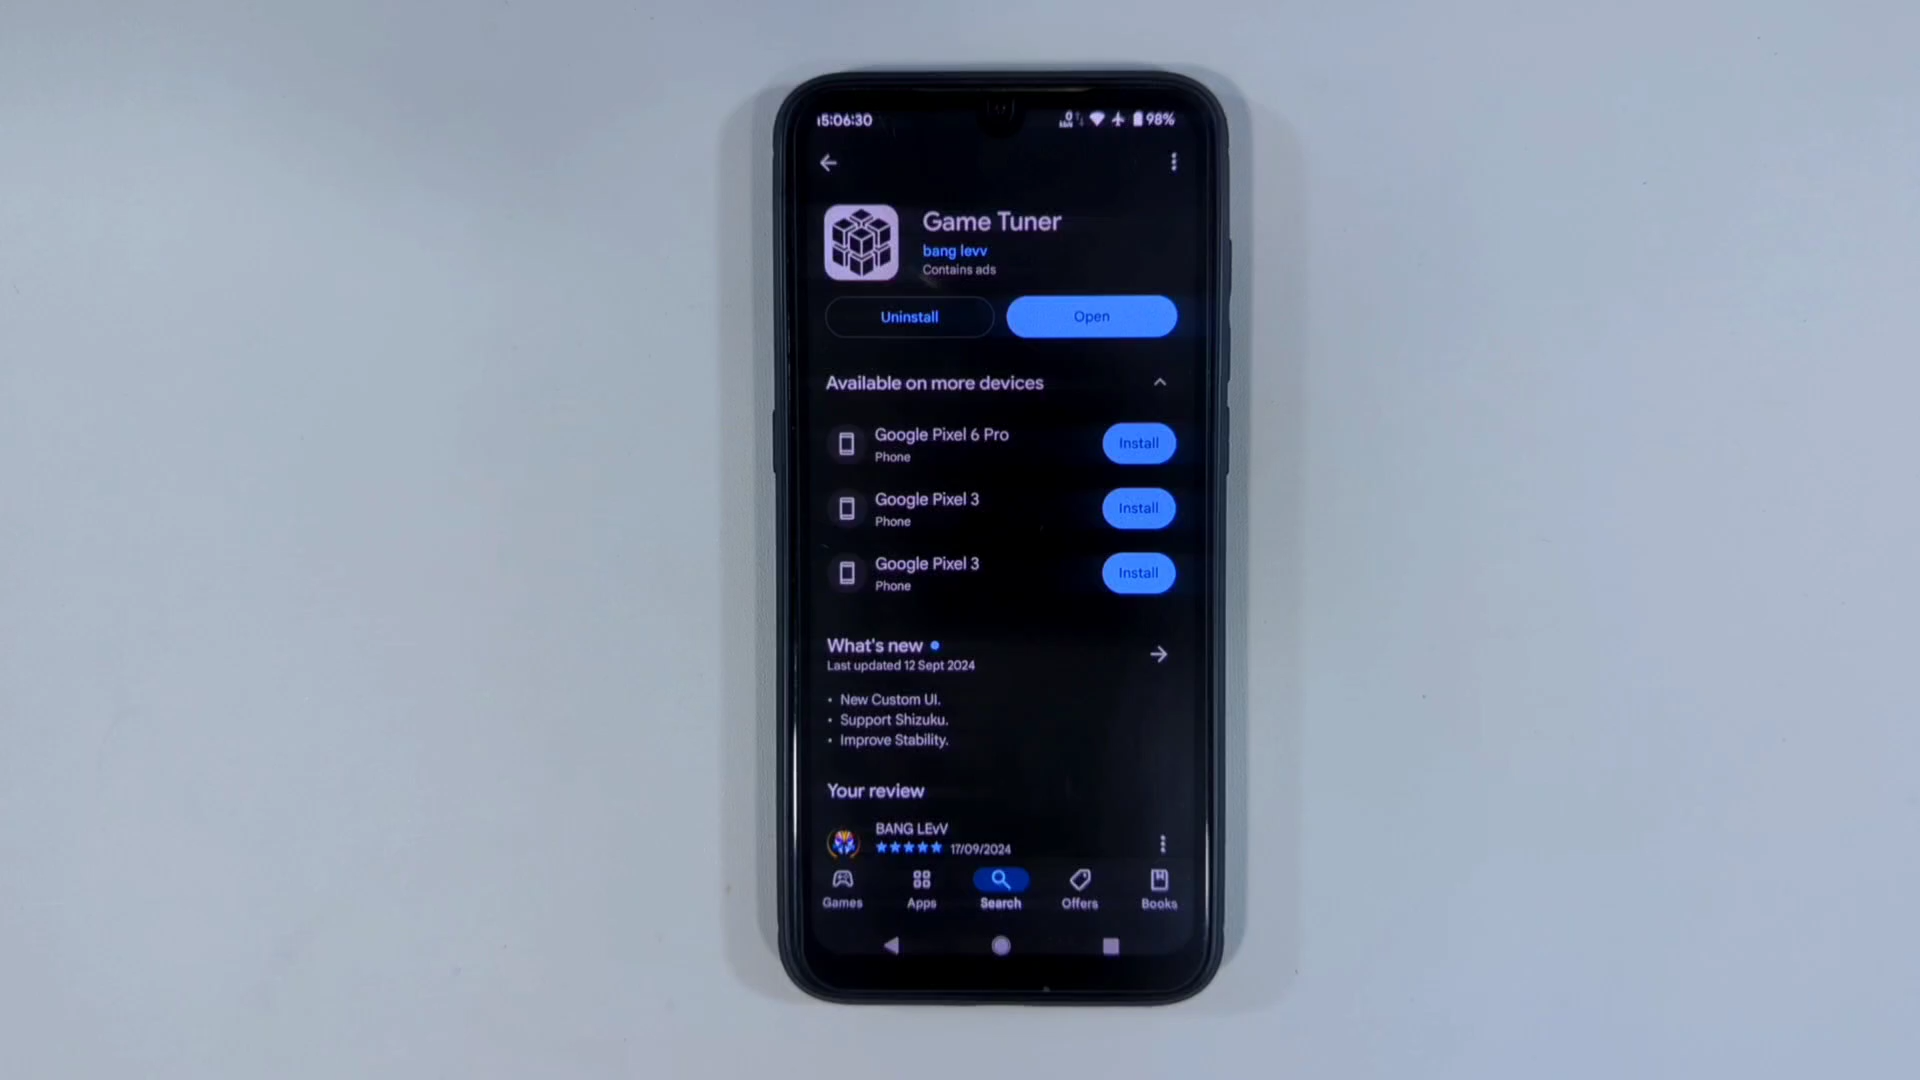 15:06:30
98%
Game Tuner
bang levv
Contains ads
Uninstall
Open
Available on more devices
Google Pixel 6 Pro
Phone
Install
Google Pixel 3
Phone
Install
Google Pixel 3
Phone
Install
What's new
Last updated 12 Sept 2024
• New Custom UI.
• Support Shizuku.
• Improve Stability.
Your review
BANG LEvV
17/09/2024
Games
Apps
Search
Offers
Books